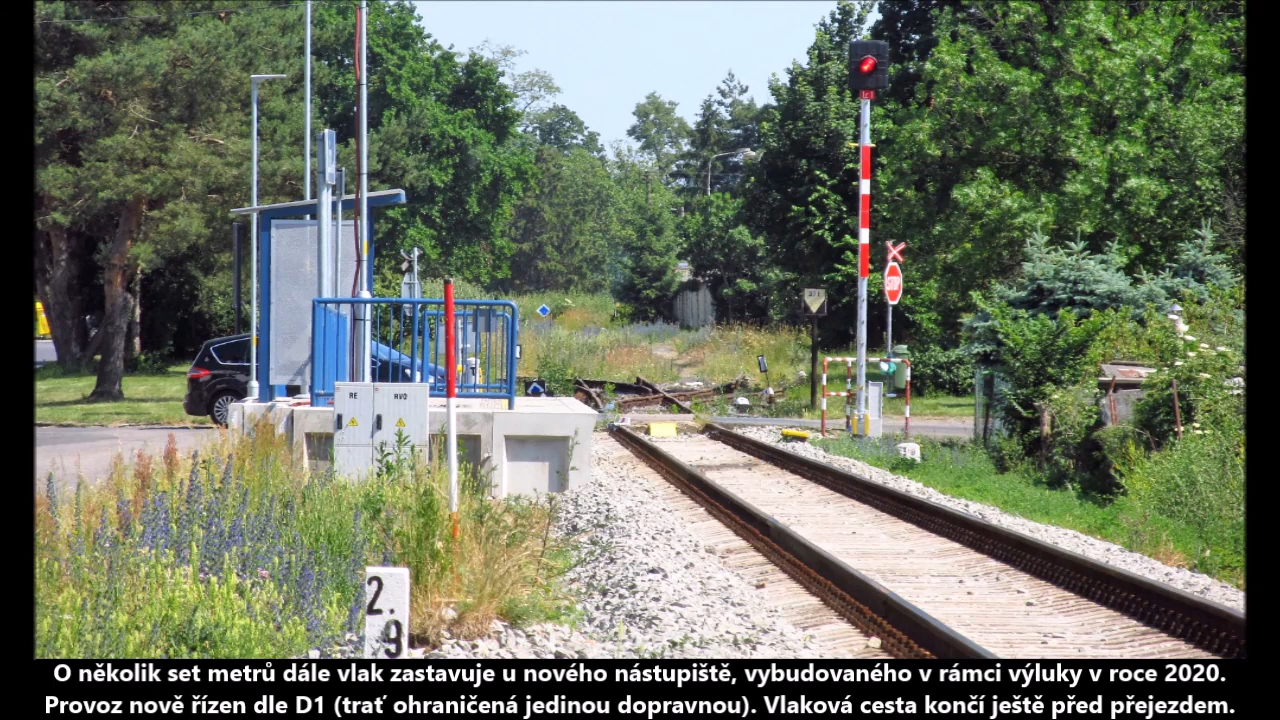 STOP
RE
RVO
2.
9
O několik set metrů dále vlak zastavuje u nového nástupiště, vybudovaného v rámci výluky v roce 2020.
Provoz nově řízen dle D1 (trať ohraničená jedinou dopravnou). Vlaková cesta končí ještě před přejezdem.